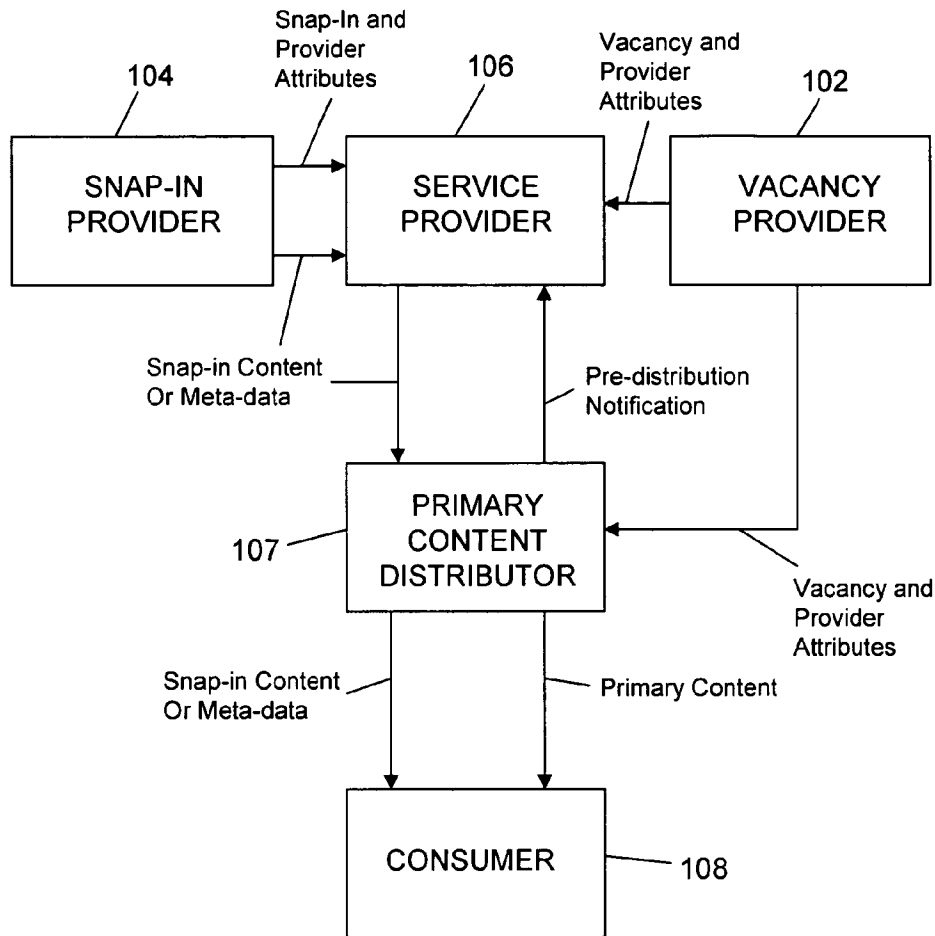 Snap-In and
Provider
Attributes
Vacancy and
Provider
Attributes
104
106
102
SNAP-IN
PROVIDER
SERVICE
PROVIDER
VACANCY
PROVIDER
Snap-in Content
Or Meta-data
Pre-distribution
Notification
PRIMARY
CONTENT
DISTRIBUTOR
107
Vacancy and
Provider
Attributes
Snap-in Content
Or Meta-data
Primary Content
CONSUMER
108